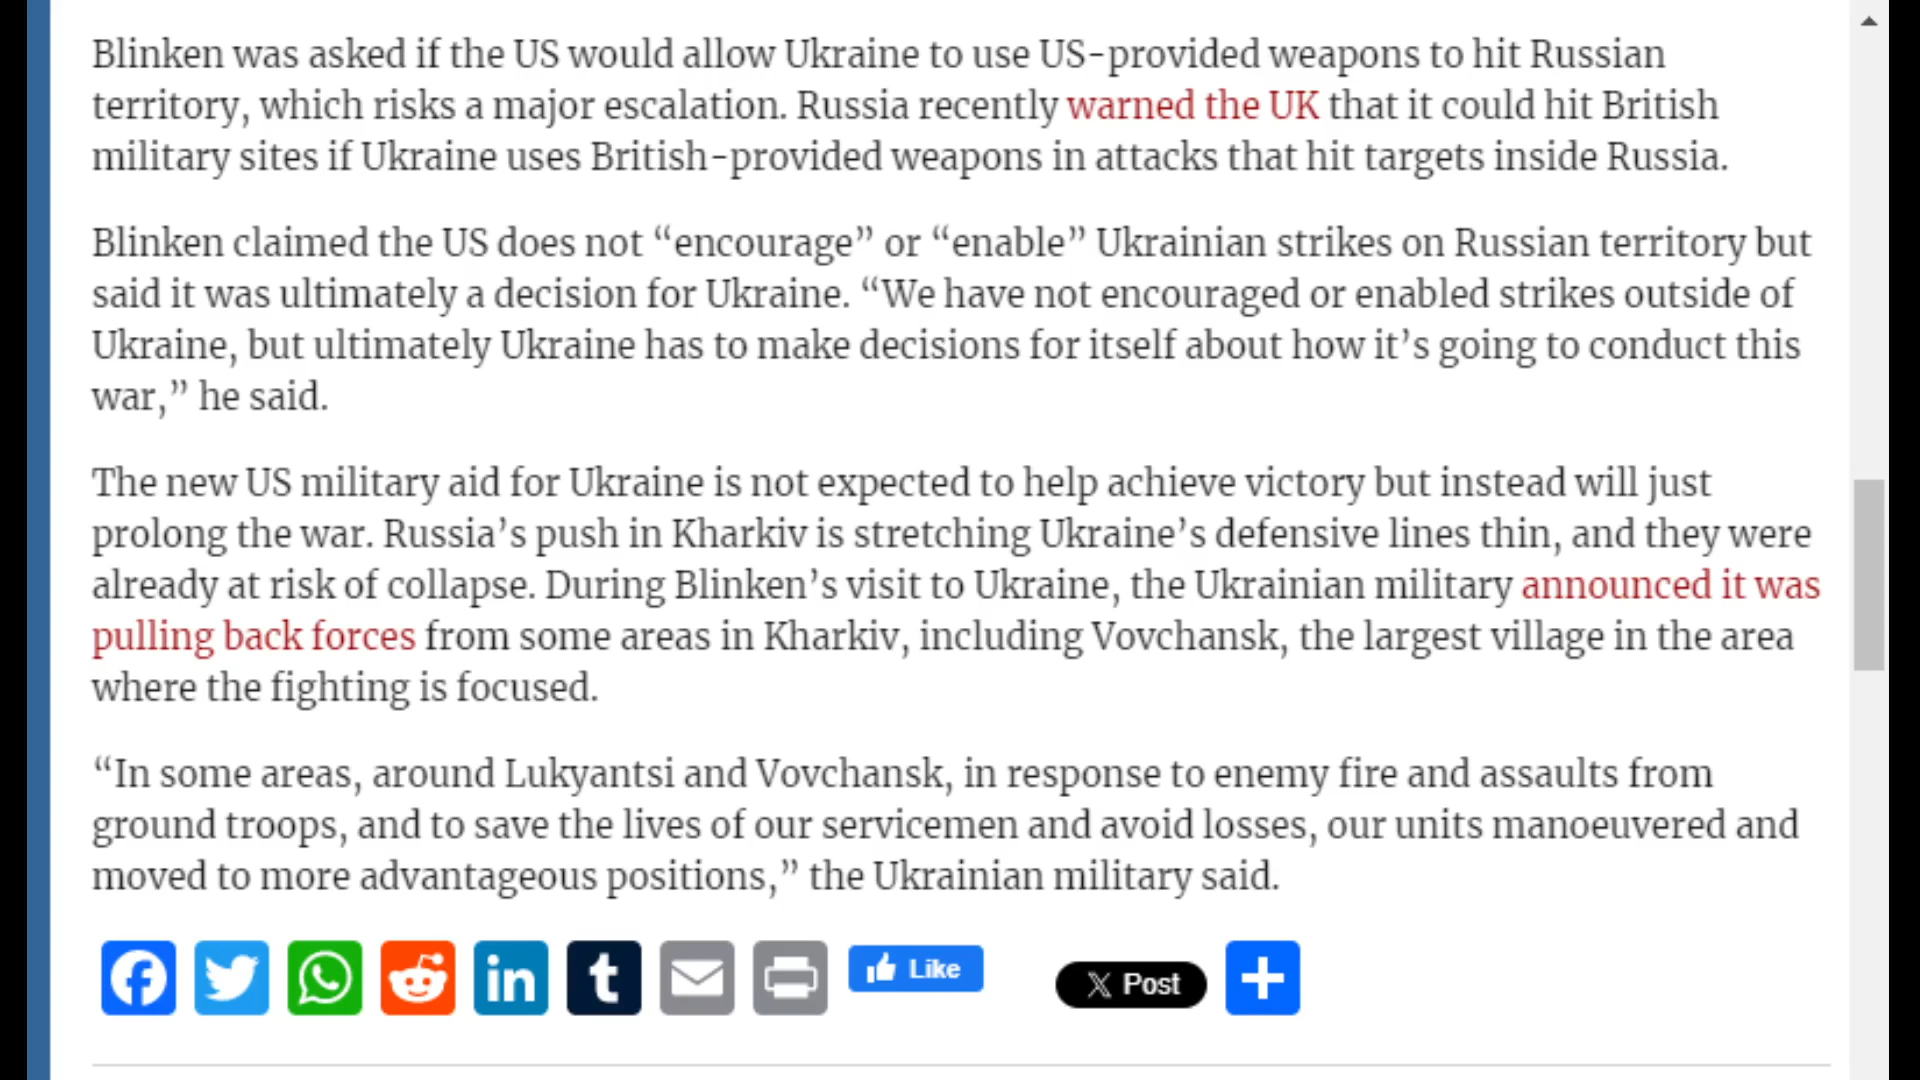 Blinken was asked if the US would allow Ukraine to use US-provided weapons to hit Russian
territory, which risks a major escalation. Russia recently warned the UK that it could hit British
military sites if Ukraine uses British-provided weapons in attacks that hit targets inside Russia.
Blinken claimed the US does not “encourage” or “enable” Ukrainian strikes on Russian territory but
said it was ultimately a decision for Ukraine. “We have not encouraged or enabled strikes outside of
Ukraine, but ultimately Ukraine has to make decisions for itself about how it’s going to conduct this
war,” he said.
The new US military aid for Ukraine is not expected to help achieve victory but instead will just
prolong the war. Russia’s push in Kharkiv is stretching Ukraine’s defensive lines thin, and they were
already at risk of collapse. During Blinken’s visit to Ukraine, the Ukrainian military announced it was
pulling back forces from some areas in Kharkiv, including Vovchansk, the largest village in the area
where the fighting is focused.
“In some areas, around Lukyantsi and Vovchansk, in response to enemy fire and assaults from
ground troops, and to save the lives of our servicemen and avoid losses, our units manoeuvered and
moved to more advantageous positions,” the Ukrainian military said.
Like
X Post